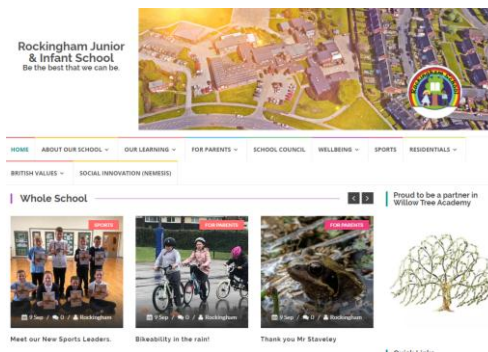 Rockingham Junior
& Infant School
Be the best that we can be.
HOME
ABOUT OUR SCHOOL
OUR LEARNING
FOR PARENTS
SCHOOL COUNCIL
WELLBEING
SPORTS
RESIDENTIALS
BRITISH VALUES
SOCIAL INNOVATION (NEMESIS)
Whole School
Proud to be a partner in
Willow Tree Academy
SPORTS
FOR PARENTS
FOR PARENTS
9 Sep / 0 / Rockingham
9 Sep / 0 / Rockingham
9 Sep / 0 / Rockingham
Meet our New Sports Leaders.
Bikeability in the rain!
Thank you Mr Staveley
Quick Links